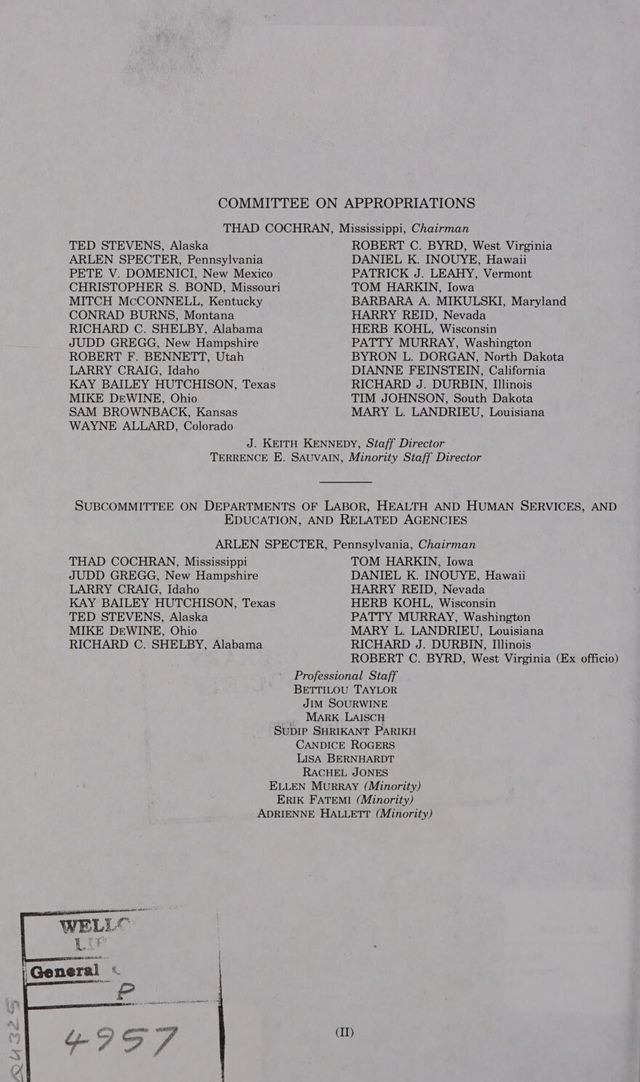 COMMITTEE ON APPROPRIATIONS
THAD COCHRAN, Mississippi, Chairman
TED STEVENS, Alaska
ARLEN SPECTER, Pennsylvania
PETE V. DOMENICI, New Mexico
CHRISTOPHER S. BOND, Missouri
MITCH McCONNELL, Kentucky
CONRAD BURNS, Montana
RICHARD C. SHELBY, Alabama
JUDD GREGG, New Hampshire
ROBERT F. BENNETT, Utah
LARRY CRAIG, Idaho
KAY BAILEY HUTCHISON, Texas
MIKE DeWINE, Ohio
SAM BROWNBACK, Kansas
WAYNE ALLARD, Colorado
ROBERT C. BYRD, West Virginia
DANIEL K. INOUYE, Hawaii
PATRICK J. LEAHY, Vermont
TOM HARKIN, Iowa
BARBARA A. MIKULSKI, Maryland
HARRY REID, Nevada
HERB KOHL, Wisconsin
PATTY MURRAY, Washington
BYRON L. DORGAN, North Dakota
DIANNE FEINSTEIN, California
RICHARD J. DURBIN, Illinois
TIM JOHNSON, South Dakota
MARY L. LANDRIEU, Louisiana
J. KEITH KENNEDY, Staff Director
TERRENCE E. SAUVAIN, Minority Staff Director
SUBCOMMITTEE ON DEPARTMENTS OF LABOR, HEALTH AND HUMAN SERVICES, AND
EDUCATION, AND RELATED AGENCIES
ARLEN SPECTER, Pennsylvania, Chairman
THAD COCHRAN, Mississippi
JUDD GREGG, New Hampshire
LARRY CRAIG, Idaho
KAY BAILEY HUTCHISON, Texas
TED STEVENS, Alaska
MIKE DeWINE, Ohio
RICHARD C. SHELBY, Alabama
TOM HARKIN, Iowa
DANIEL K. INOUYE, Hawaii
HARRY REID, Nevada
HERB KOHL, Wisconsin
PATTY MURRAY, Washington
MARY L. LANDRIEU, Louisiana
RICHARD J. DURBIN, Illinois
ROBERT C. BYRD, West Virginia (Ex officio)
Professional Staff
BETTILOU TAYLOR
JIM SOURWINE
MARK LAISCH
SUDIP SHRIKANT PARIKH
CANDICE ROGERS
LISA BERNHARDT
RACHEL JONES
ELLEN MURRAY (Minority)
ERIK FATEMI (Minority)
ADRIENNE HALLETT (Minority)
General
P
4957
(II)